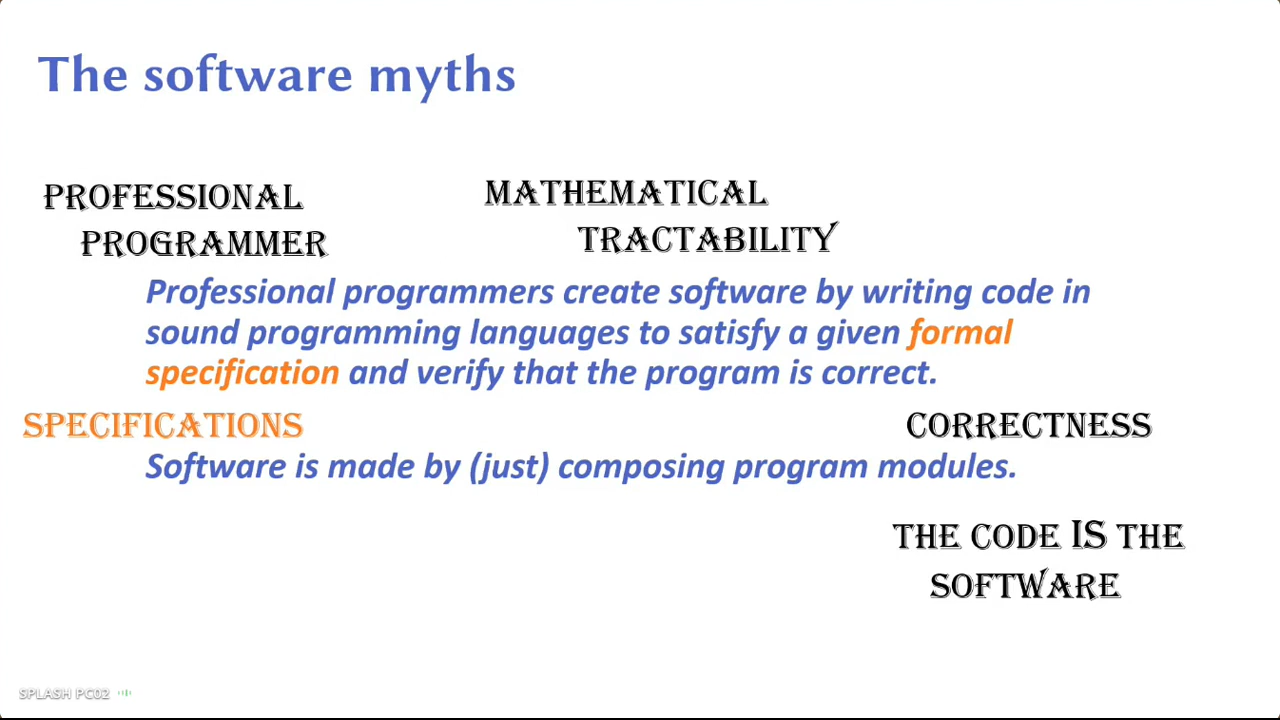 The software myths
PROFESSIONAL
PROGRAMMER
MATHEMATICAL
TRACTABILITY
Professional programmers create software by writing code in
sound programming languages to satisfy a given formal
specification and verify that the program is correct.
SPECIFICATIONS
CORRECTNESS
Software is made by (just) composing program modules.
THE CODE IS THE
SOFTWARE
SPLASH PC02